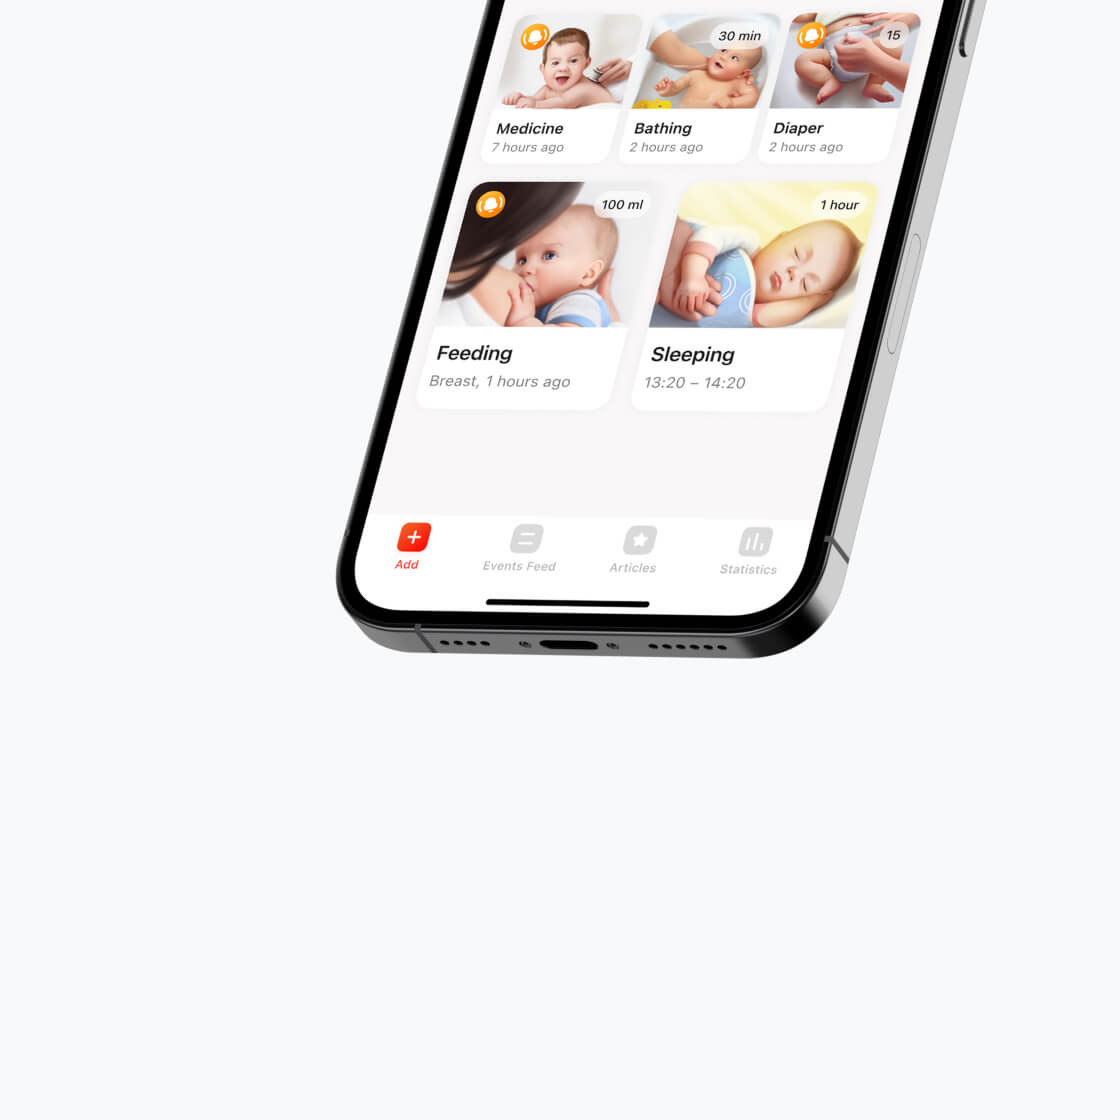 30 min
15
Medicine
7 hours ago
Bathing
2 hours ago
Diaper
2 hours ago
100 ml
1 hour
Feeding
Breast, 1 hours ago
Sleeping
13:20 – 14:20
Add
Events Feed
Articles
Statistics